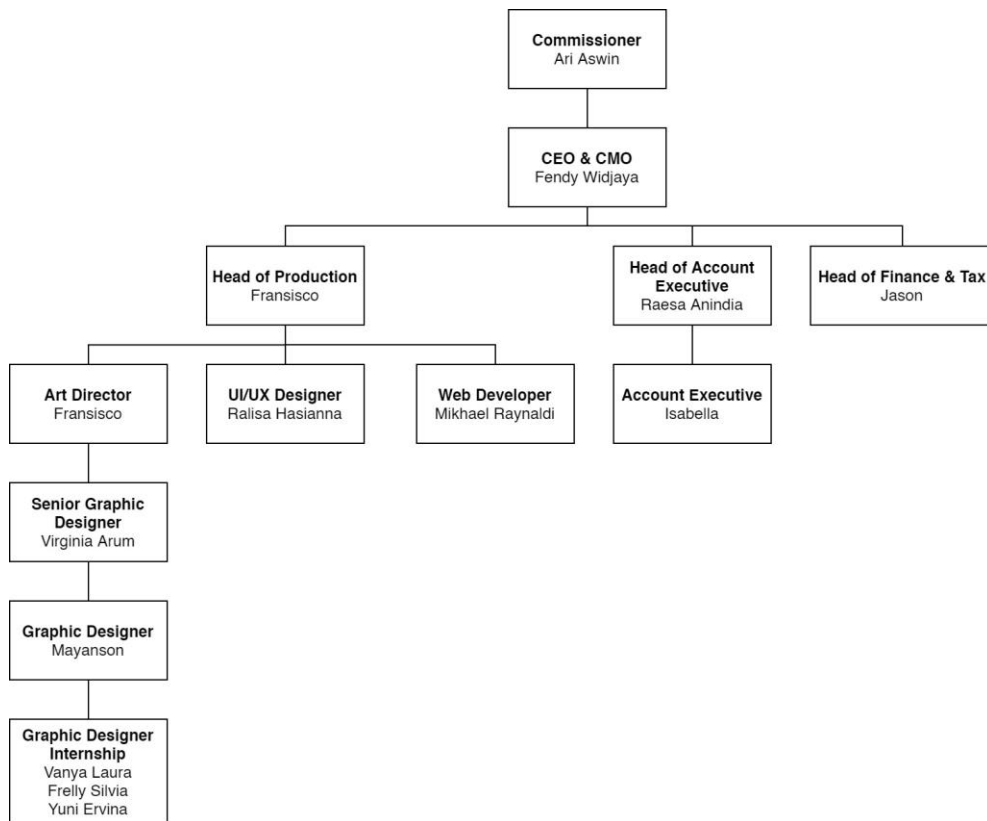 Commissioner
Ari Aswin
CEO & CMO
Fendy Widjaya
Head of Production
Fransisco
Head of Account
Executive
Raesa Anindia
Head of Finance & Tax
Jason
Art Director
Fransisco
UI/UX Designer
Ralisa Hasianna
Web Developer
Mikhael Raynaldi
Account Executive
Isabella
Senior Graphic
Designer
Virginia Arum
Graphic Designer
Mayanson
Graphic Designer
Internship
Vanya Laura
Frelly Silvia
Yuni Ervina